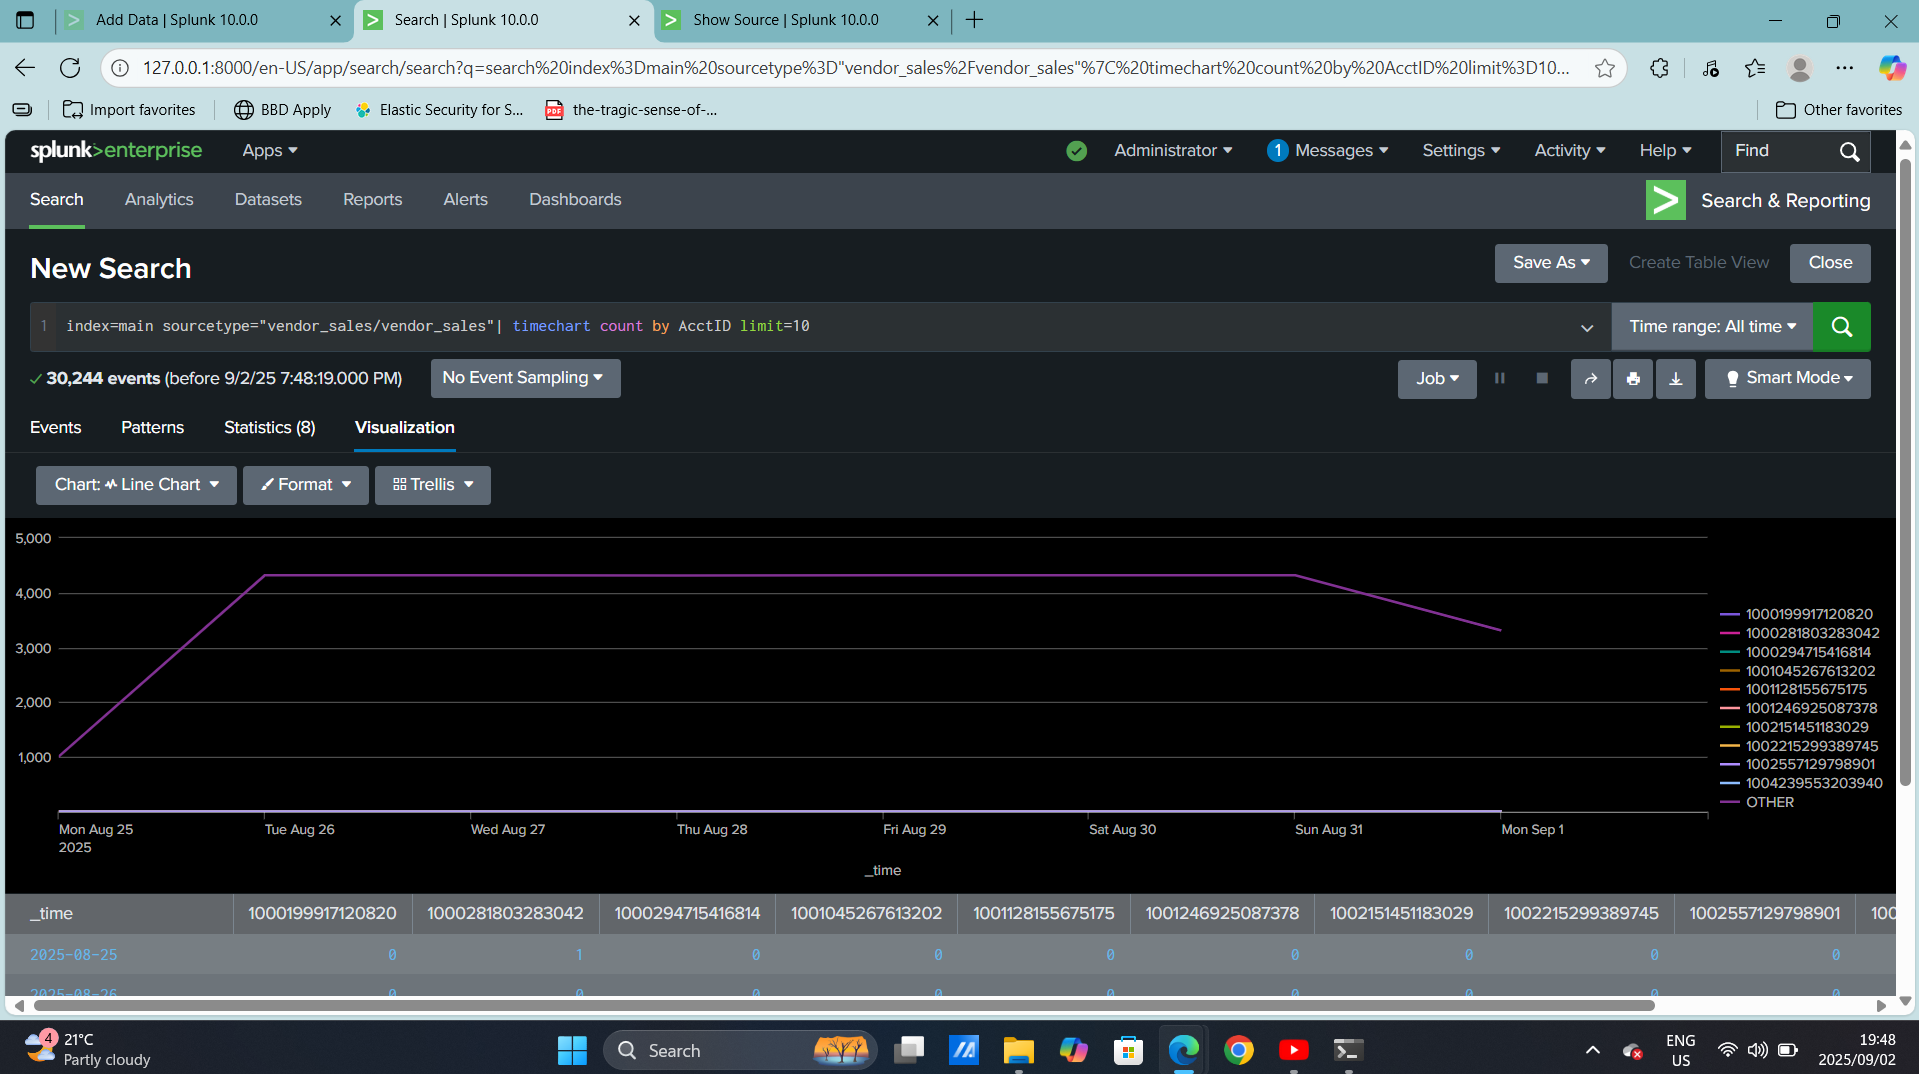 Add Data | Splunk 10.0.0
Search | Splunk 10.0.0
Show Source | Splunk 10.0.0
127.0.0.1:8000/en-US/app/search/search?q=search%20index%3Dmain%20sourcetype%3D"vendor_sales%2Fvendor_sales"%7C%20timechart%20count%20by%20AcctID%20limit%3D10...
Import favorites
BBD Apply
Elastic Security for S...
PDF
the-tragic-sense-of-...
Other favorites
splunk>enterprise
Apps
Administrator
1 Messages
Settings
Activity
Help
Find
Search
Analytics
Datasets
Reports
Alerts
Dashboards
Search & Reporting
New Search
Save As
Create Table View
Close
1 index=main sourcetype="vendor_sales/vendor_sales"| timechart count by AcctID limit=10
Time range: All time
30,244 events (before 9/2/25 7:48:19.000 PM)
No Event Sampling
Job
Smart Mode
Events
Patterns
Statistics (8)
Visualization
Chart: Line Chart
Format
Trellis
5,000
4,000
3,000
2,000
1,000
Mon Aug 25
2025
Tue Aug 26
Wed Aug 27
Thu Aug 28
Fri Aug 29
Sat Aug 30
Sun Aug 31
Mon Sep 1
_time
1000199917120820
1000281803283042
1000294715416814
1001045267613202
1001128155675175
1001246925087378
1002151451183029
1002215299389745
1002557129798901
1004239553203940
OTHER
_time 1000199917120820 1000281803283042 1000294715416814 1001045267613202 1001128155675175 1001246925087378 1002151451183029 1002215299389745 1002557129798901 100
2025-08-25 0 1 0 0 0 0 0 0 0
2025-08-26 0 0 0 0 0 0 0 0 0
4
21°C
Partly cloudy
Search
ENG
US
19:48
2025/09/02